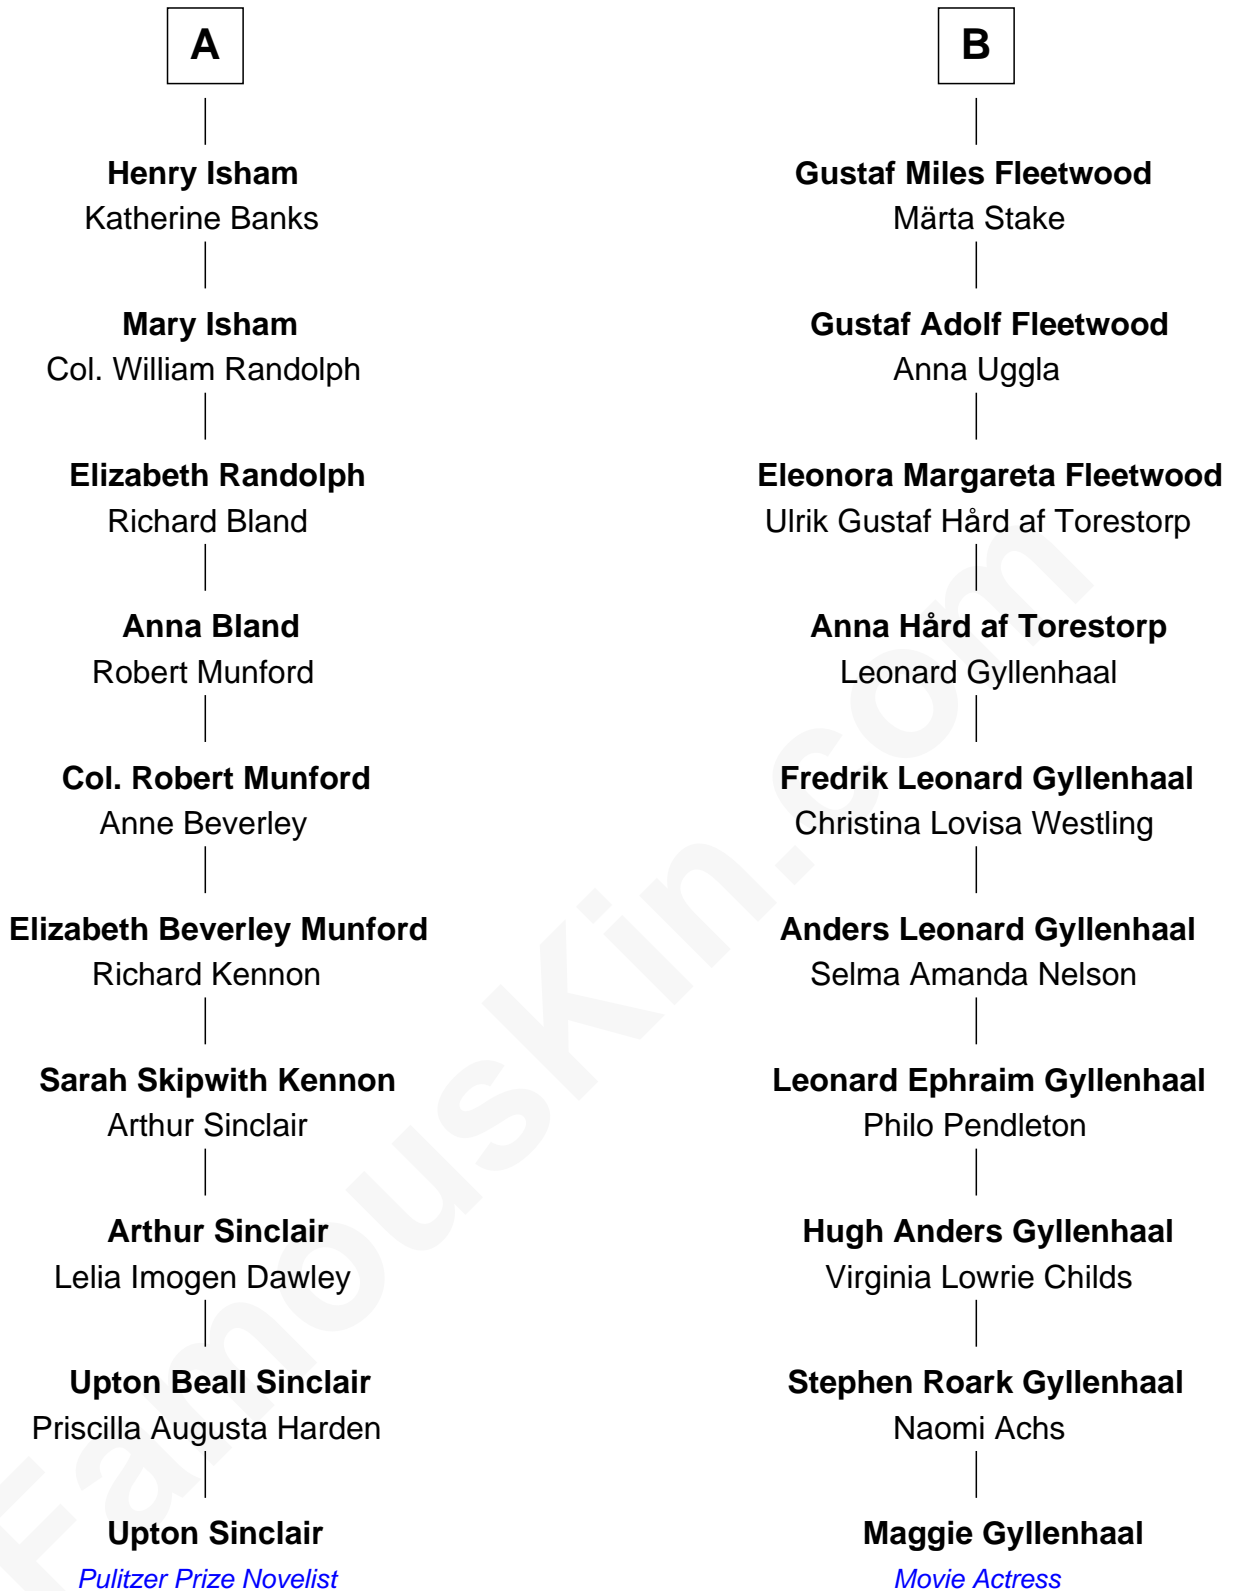 A
Henry Isham
Katherine Banks
Mary Isham
Col. William Randolph
Elizabeth Randolph
Richard Bland
Anna Bland
Robert Munford
Col. Robert Munford
Anne Beverley
Elizabeth Beverley Munford
Richard Kennon
Sarah Skipwith Kennon
Arthur Sinclair
Arthur Sinclair
Lelia Imogen Dawley
Upton Beall Sinclair
Priscilla Augusta Harden
Upton Sinclair
Pulitzer Prize Novelist
B
Gustaf Miles Fleetwood
Märta Stake
Gustaf Adolf Fleetwood
Anna Uggla
Eleonora Margareta Fleetwood
Ulrik Gustaf Hård af Torestorp
Anna Hård af Torestorp
Leonard Gyllenhaal
Fredrik Leonard Gyllenhaal
Christina Lovisa Westling
Anders Leonard Gyllenhaal
Selma Amanda Nelson
Leonard Ephraim Gyllenhaal
Philo Pendleton
Hugh Anders Gyllenhaal
Virginia Lowrie Childs
Stephen Roark Gyllenhaal
Naomi Achs
Maggie Gyllenhaal
Movie Actress
FamousKin.com